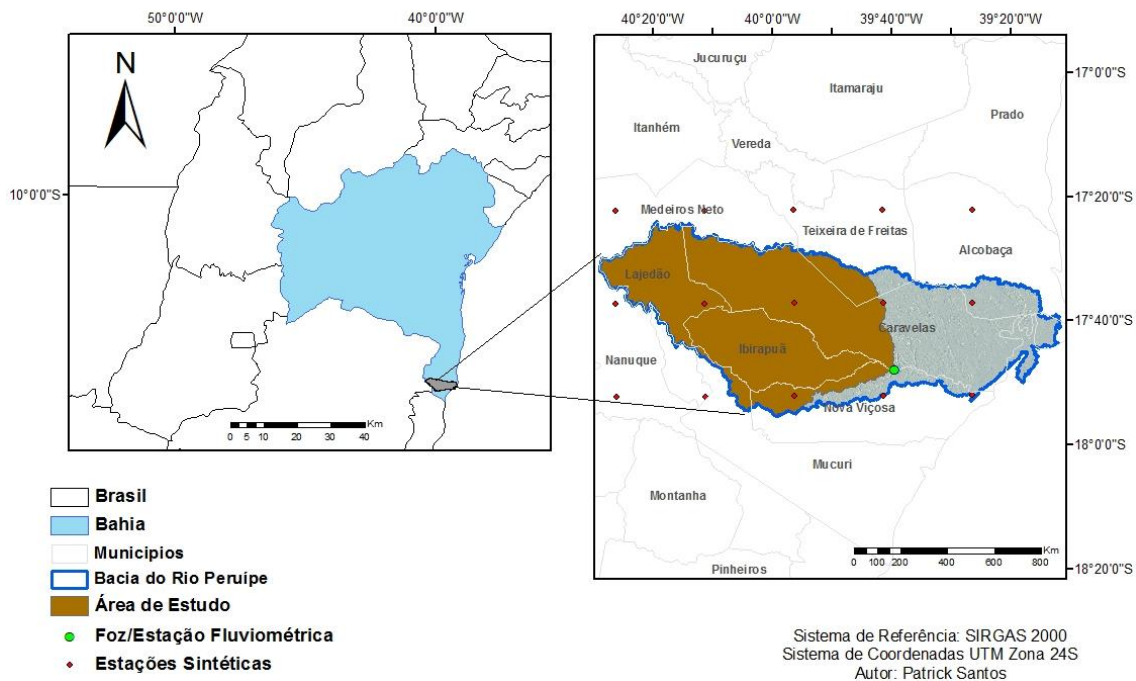 50°0'0"W
40°0'0"W
N
10°0'0"S
0 5 10 20 30 40 Km
40°20'0"W
40°0'0"W
39°40'0"W
39°20'0"W
Jucuruçu
Itamaraju
Prado
Itanhém
Vereda
Medeiros Neto
Teixeira de Freitas
Alcobaça
Lajedão
Caravelas
Ibirapuã
Nanuque
Nova Viçosa
Mucuri
Montanha
Pinheiros
17°0'0"S
17°20'0"S
17°40'0"S
18°0'0"S
18°20'0"S
0 100 200 400 600 800 Km
Brasil
Bahia
Municipios
Bacia do Rio Peruípe
Área de Estudo
Foz/Estação Fluviométrica
Estações Sintéticas
Sistema de Referência: SIRGAS 2000
Sistema de Coordenadas UTM Zona 24S
Autor: Patrick Santos